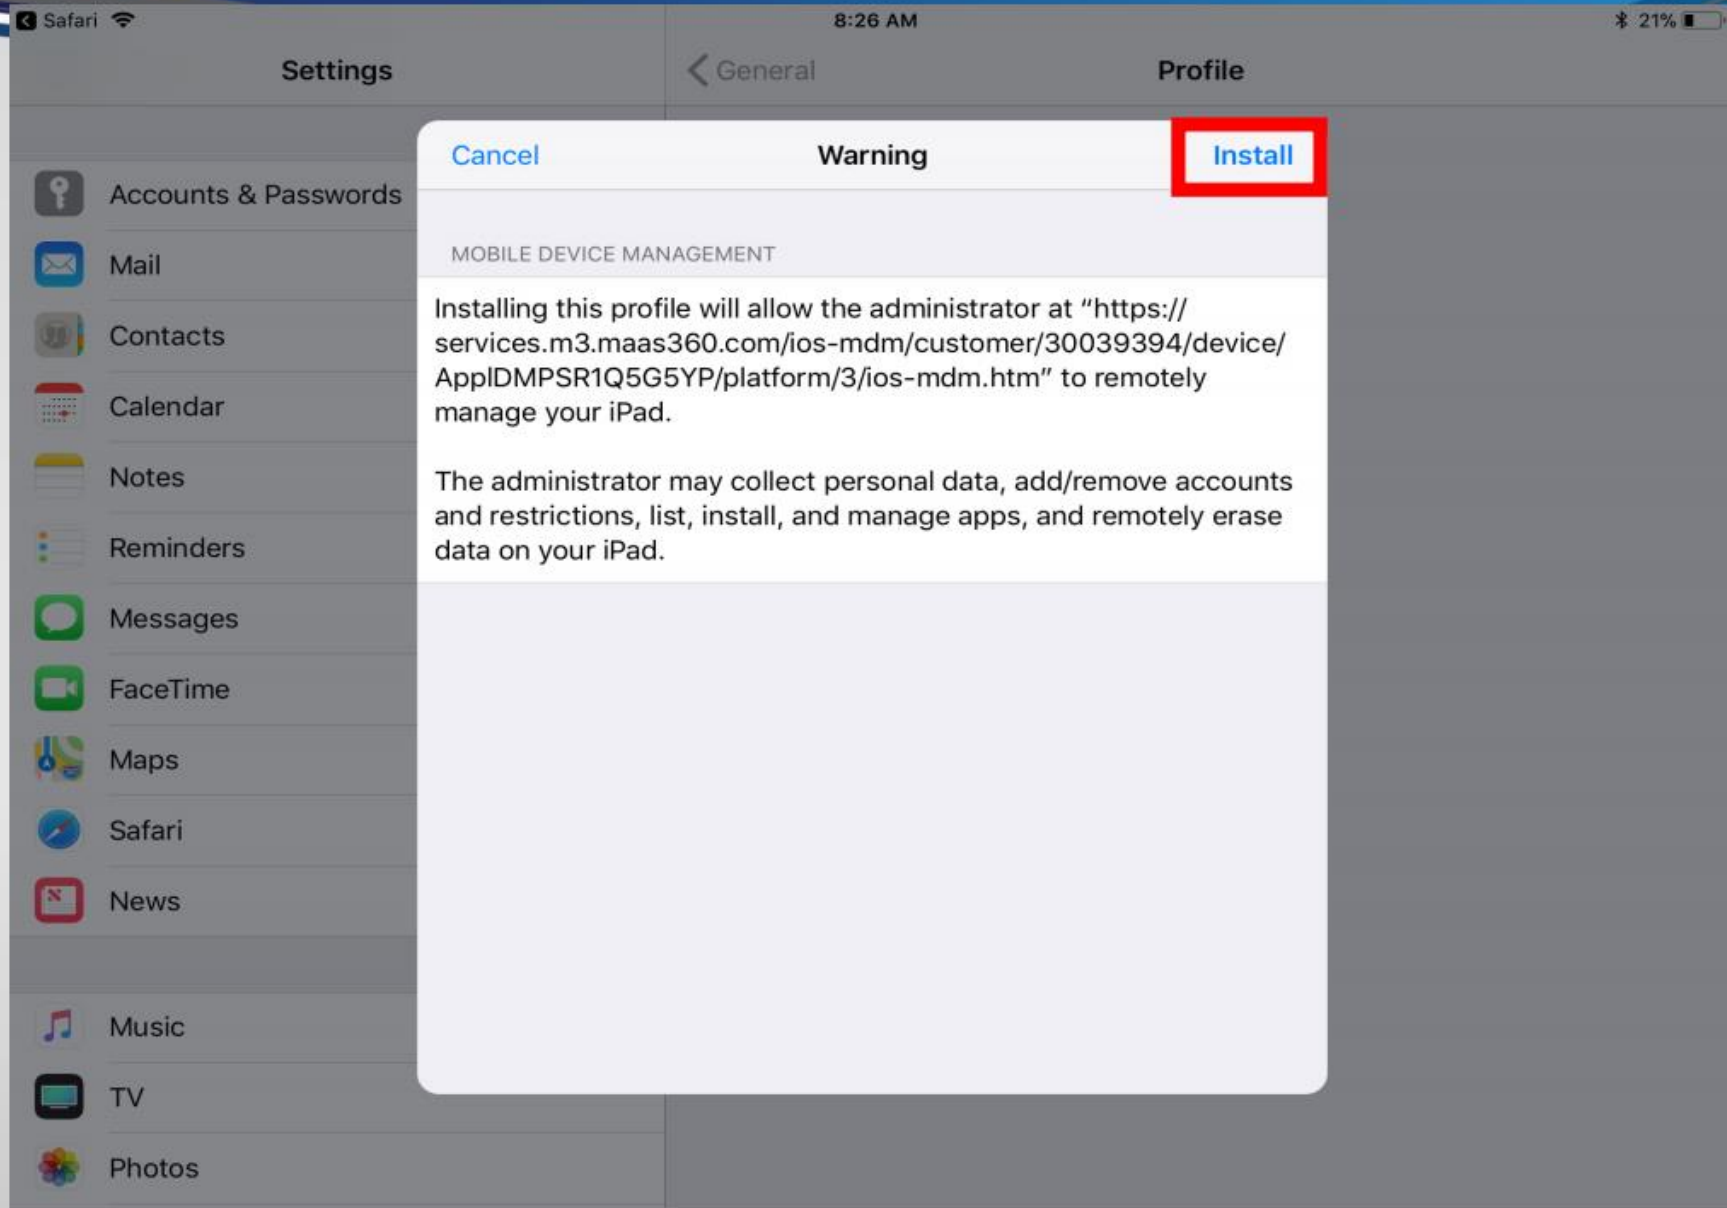 Safari
8:26 AM
21%
Settings
General
Profile
Cancel
Warning
Install
Accounts & Passwords
Mail
Contacts
Calendar
Notes
Reminders
Messages
FaceTime
Maps
Safari
News
Music
TV
Photos
MOBILE DEVICE MANAGEMENT
Installing this profile will allow the administrator at “https://
services.m3.maas360.com/ios-mdm/customer/30039394/device/
ApplDMPSR1Q5G5YP/platform/3/ios-mdm.htm” to remotely
manage your iPad.
The administrator may collect personal data, add/remove accounts
and restrictions, list, install, and manage apps, and remotely erase
data on your iPad.